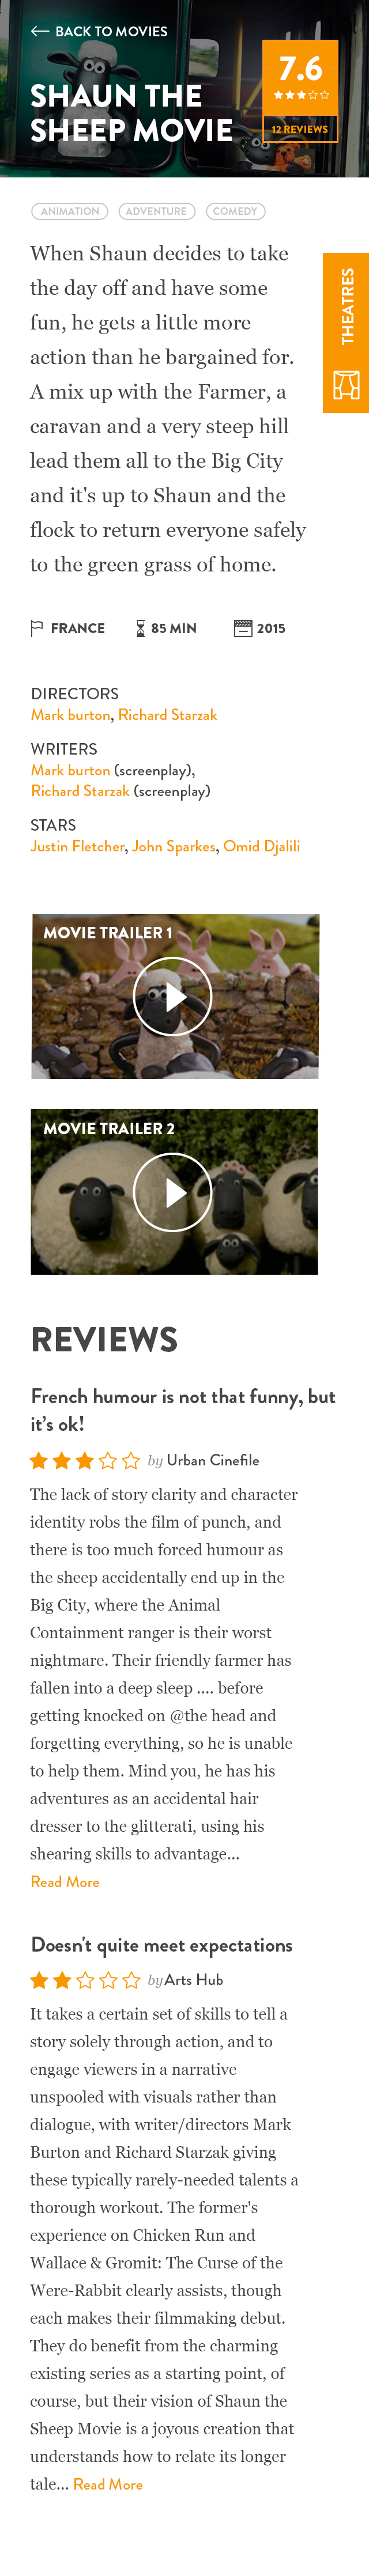 BACK TO MOVIES
7.6
SHAUN THE
SHEEP MOVIE
12 REVIEWS
ANIMATION ADVENTURE COMEDY
THEATRES
When Shaun decides to take
the day off and have some
fun, he gets a little more
action than he bargained for.
A mix up with the Farmer, a
caravan and a very steep hill
lead them all to the Big City
and it's up to Shaun and the
flock to return everyone safely
to the green grass of home.
FRANCE 85 MIN 2015
DIRECTORS
Mark burton, Richard Starzak
WRITERS
Mark burton (screenplay),
Richard Starzak (screenplay)
STARS
Justin Fletcher, John Sparkes, Omid Djalili
MOVIE TRAILER 1
MOVIE TRAILER 2
REVIEWS
French humour is not that funny, but
it's ok!
by Urban Cinefile
The lack of story clarity and character
identity robs the film of punch, and
there is too much forced humour as
the sheep accidentally end up in the
Big City, where the Animal
Containment ranger is their worst
nightmare. Their friendly farmer has
fallen into a deep sleep .... before
getting knocked on @the head and
forgetting everything, so he is unable
to help them. Mind you, he has his
adventures as an accidental hair
dresser to the glitterati, using his
shearing skills to advantage...
Read More
Doesn't quite meet expectations
by Arts Hub
It takes a certain set of skills to tell a
story solely through action, and to
engage viewers in a narrative
unspooled with visuals rather than
dialogue, with writer/directors Mark
Burton and Richard Starzak giving
these typically rarely-needed talents a
thorough workout. The former's
experience on Chicken Run and
Wallace & Gromit: The Curse of the
Were-Rabbit clearly assists, though
each makes their filmmaking debut.
They do benefit from the charming
existing series as a starting point, of
course, but their vision of Shaun the
Sheep Movie is a joyous creation that
understands how to relate its longer
tale... Read More